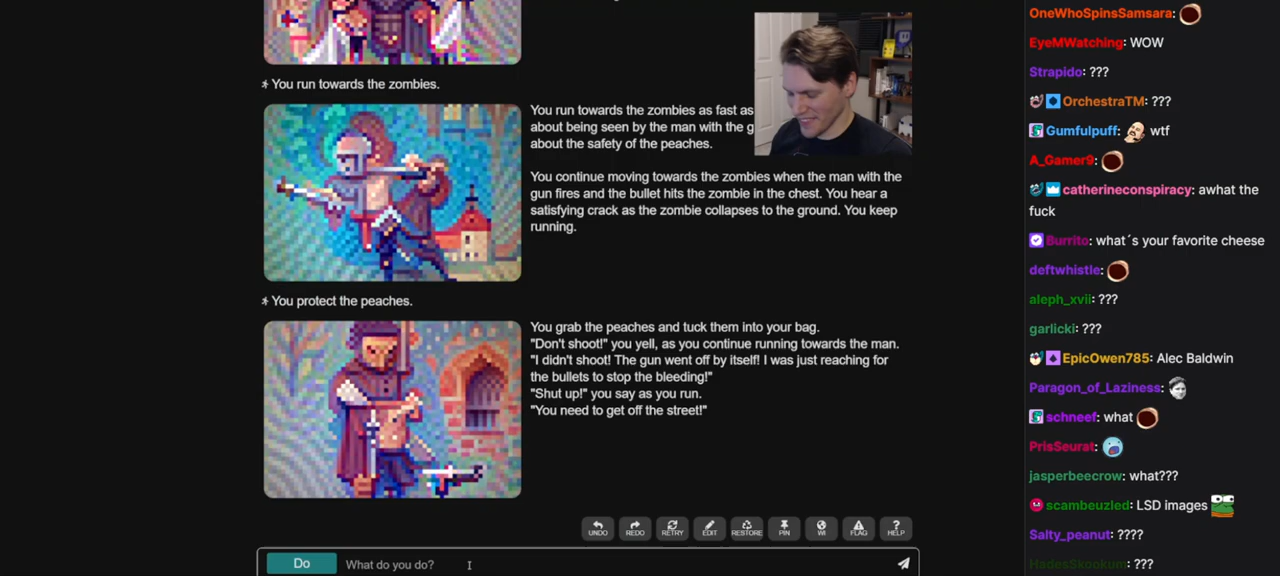 You run towards the zombies.
You run towards the zombies as fast as
about being seen by the man with the g
about the safety of the peaches.
You continue moving towards the zombies when the man with the
gun fires and the bullet hits the zombie in the chest. You hear a
satisfying crack as the zombie collapses to the ground. You keep
running.
You protect the peaches.
You grab the peaches and tuck them into your bag.
"Don't shoot!" you yell, as you continue running towards the man.
"I didn't shoot! The gun went off by itself! I was just reaching for
the bullets to stop the bleeding!"
"Shut up!" you say as you run.
"You need to get off the street!"
UNDO REDO RETRY EDIT RESTORE PIN WI FLAG HELP
Do What do you do?
OneWhoSpinsSamsara:
EyeMWatching: WOW
Strapido: ???
OrchestraTM: ???
Gumfulpuff: wtf
A_Gamer9:
catherineconspiracy: awhat the
fuck
Burrito: what´s your favorite cheese
deftwhistle:
aleph_xvii: ???
garlicki: ???
EpicOwen785: Alec Baldwin
Paragon_of_Laziness:
schneef: what
PrisSeurat:
jasperbeecrow: what???
scambeuzled: LSD images
Salty_peanut: ????
HadesSkookum: ???